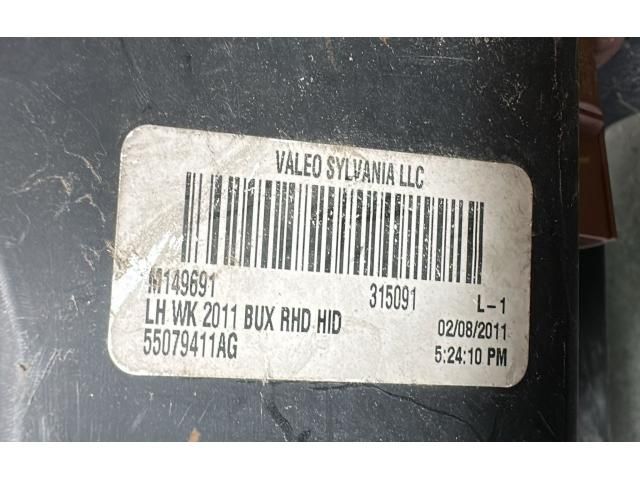 VALEO SYLVANIA LLC
M149691 315091 L-1
LH WK 2011 BUX RHD HID 02/08/2011
55079411AG 5:24:10 PM